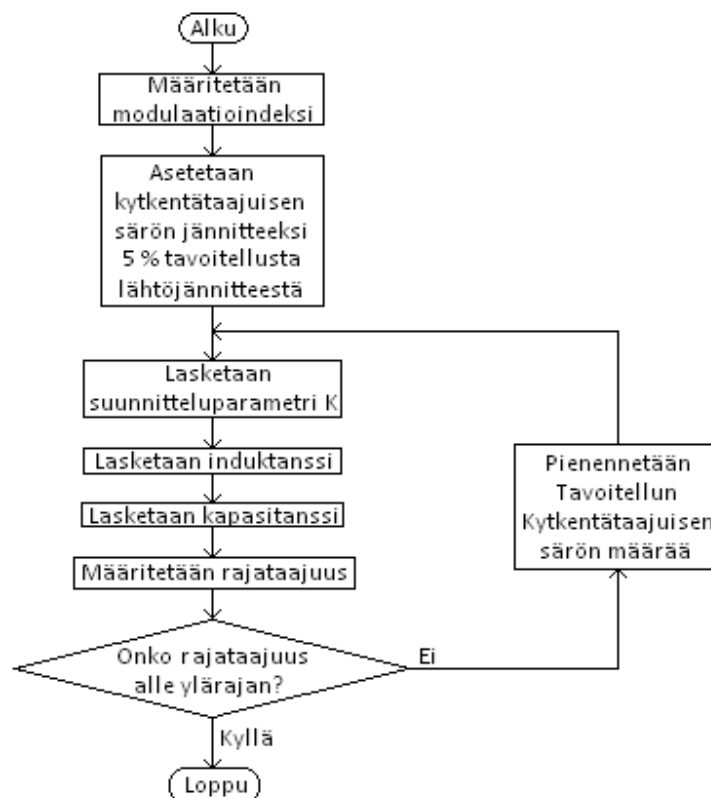 Alku
Määritetään
modulaatioindeksi
Asetetaan
kytkentätaajuisen
särön jännitteeksi
5 % tavoitellusta
lähtöjännitteestä
Lasketaan
suunnitteluparametri K
Lasketaan induktanssi
Lasketaan kapasitanssi
Määritetään rajataajuus
Onko rajataajuus
alle ylärajan?
Ei
Pienennetään
Tavoitellun
Kytkentätaajuisen
särön määrää
Kyllä
Loppu